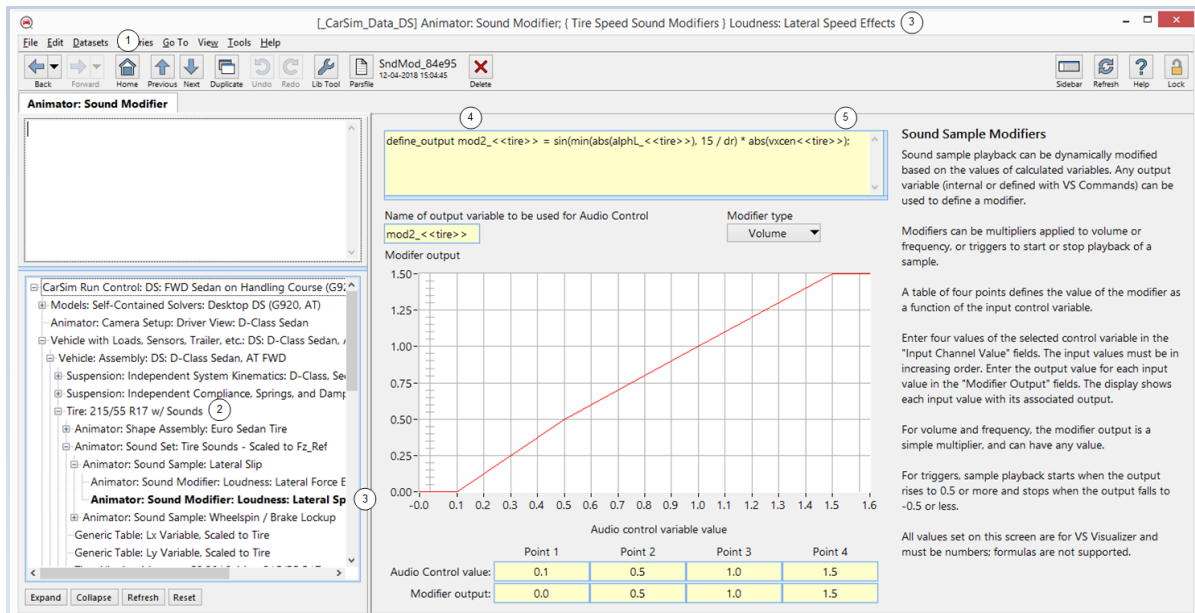 [_CarSim_Data_DS] Animator: Sound Modifier; { Tire Speed Sound Modifiers } Loudness: Lateral Speed Effects 3
File Edit Datasets 1 ries Go To View Tools Help
Back Forward Home Previous Next Duplicate Undo Redo Lib Tool Parsfile
SndMod_84e95
12-04-2018 15:04:45
Delete
Sidebar Refresh Help Lock
Animator: Sound Modifier
CarSim Run Control: DS: FWD Sedan on Handling Course (G92
Models: Self-Contained Solvers: Desktop DS (G920, AT)
Animator: Camera Setup: Driver View: D-Class Sedan
Vehicle with Loads, Sensors, Trailer, etc.: DS: D-Class Sedan,
Vehicle: Assembly: DS: D-Class Sedan, AT FWD
Suspension: Independent System Kinematics: D-Class, Se
Suspension: Independent Compliance, Springs, and Damp
Tire: 215/55 R17 w/ Sounds 2
Animator: Shape Assembly: Euro Sedan Tire
Animator: Sound Set: Tire Sounds - Scaled to Fz_Ref
Animator: Sound Sample: Lateral Slip
Animator: Sound Modifier: Loudness: Lateral Force E
Animator: Sound Modifier: Loudness: Lateral Sp 3
Animator: Sound Sample: Wheelspin / Brake Lockup
Generic Table: Lx Variable, Scaled to Tire
Generic Table: Ly Variable, Scaled to Tire
Expand Collapse Refresh Reset
4 5
define_output mod2_<<tire>> = sin(min(abs(alphL_<<tire>>), 15 / dr) * abs(vxcen<<tire>>);
Name of output variable to be used for Audio Control
mod2_<<tire>>
Modifier type
Volume
Modifer output
1.50
1.25
1.00
0.75
0.50
0.25
0.00
-0.0 0.1 0.2 0.3 0.4 0.5 0.6 0.7 0.8 0.9 1.0 1.1 1.2 1.3 1.4 1.5 1.6
Audio control variable value
Point 1 Point 2 Point 3 Point 4
Audio Control value: 0.1 0.5 1.0 1.5
Modifier output: 0.0 0.5 1.0 1.5
Sound Sample Modifiers
Sound sample playback can be dynamically modified
based on the values of calculated variables. Any output
variable (internal or defined with VS Commands) can be
used to define a modifier.
Modifiers can be multipliers applied to volume or
frequency, or triggers to start or stop playback of a
sample.
A table of four points defines the value of the modifier as
a function of the input control variable.
Enter four values of the selected control variable in the
"Input Channel Value" fields. The input values must be in
increasing order. Enter the output value for each input
value in the "Modifier Output" fields. The display shows
each input value with its associated output.
For volume and frequency, the modifier output is a
simple multiplier, and can have any value.
For triggers, sample playback starts when the output
rises to 0.5 or more and stops when the output falls to
-0.5 or less.
All values set on this screen are for VS Visualizer and
must be numbers; formulas are not supported.